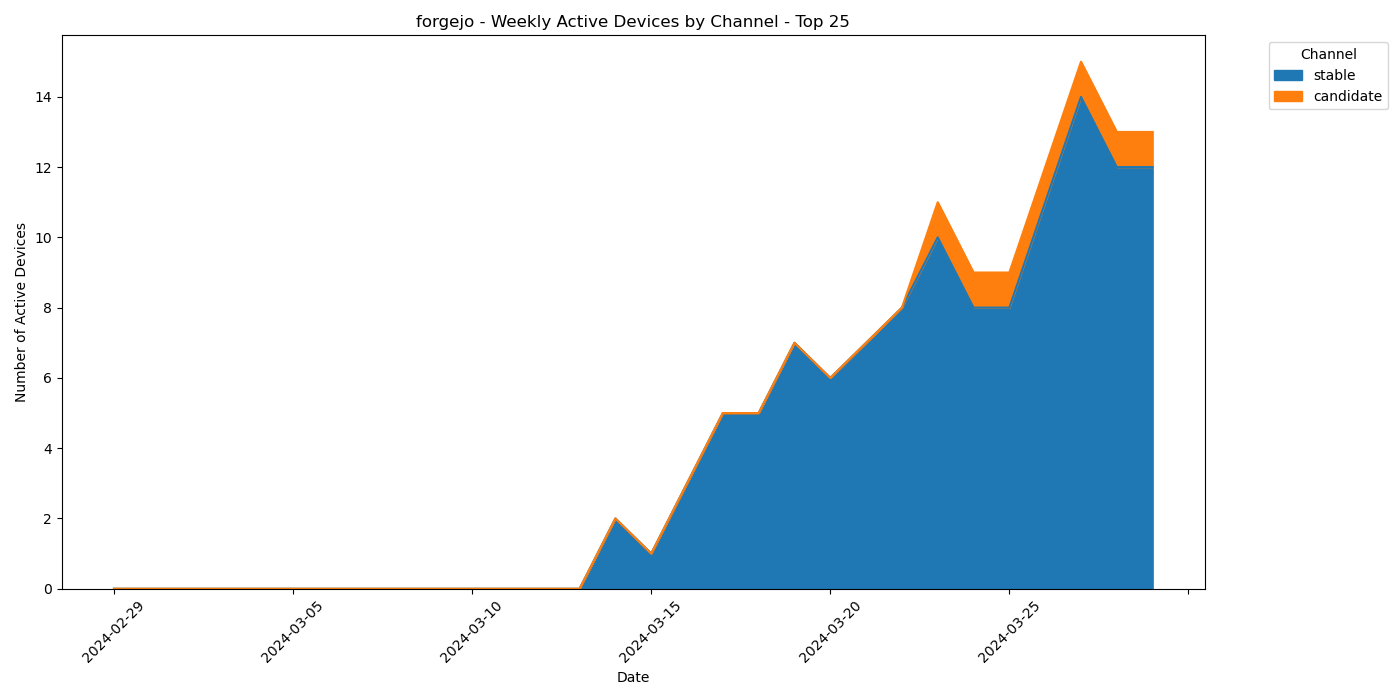 forgejo - Weekly Active Devices by Channel - Top 25
Channel
stable
candidate
Number of Active Devices
14
12
10
8
6
4
2
0
2024-02-29
2024-03-05
2024-03-10
2024-03-15
2024-03-20
2024-03-25
Date